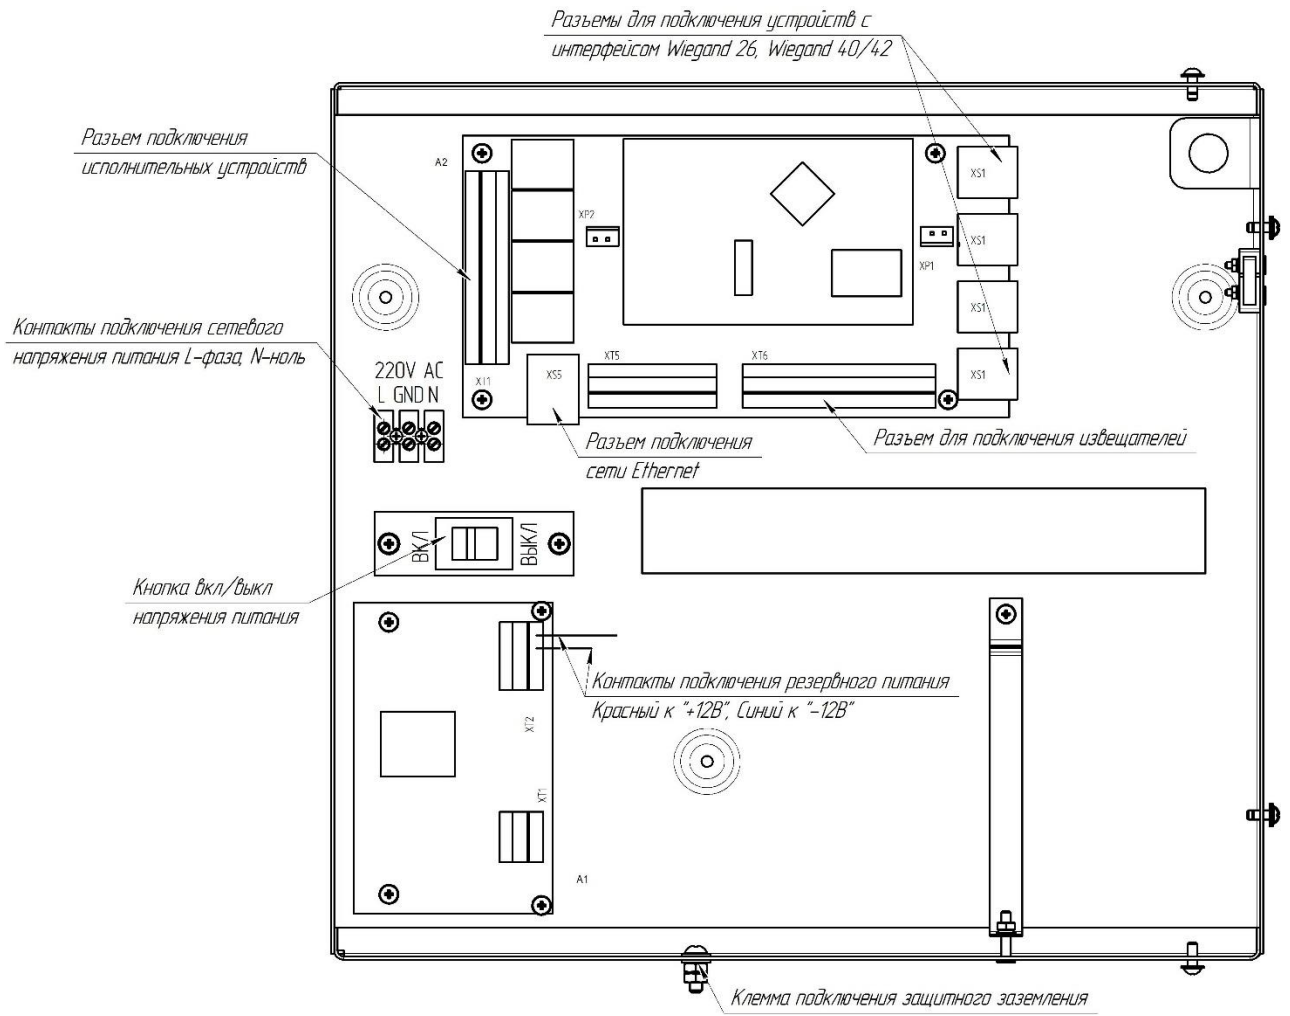 Разъемы для подключения устройств с
интерфейсом Wiegand 26, Wiegand 40/42
Разъем подключения
исполнительных устройств
A2
XS1
XP2
XS1
XP1
XS1
Контакты подключения сетевого
напряжения питания L-фаза, N-ноль
220V AC
L GND N
XT1
XS5
XT5
XT6
XS1
Разъем подключения
сети Ethernet
Разъем для подключения извещателей
ВКЛ
ВЫКЛ
Кнопка вкл/выкл
напряжения питания
Контакты подключения резервного питания
Красный к "+12В", Синий к "-12В"
XT2
XT1
A1
Клемма подключения защитного заземления